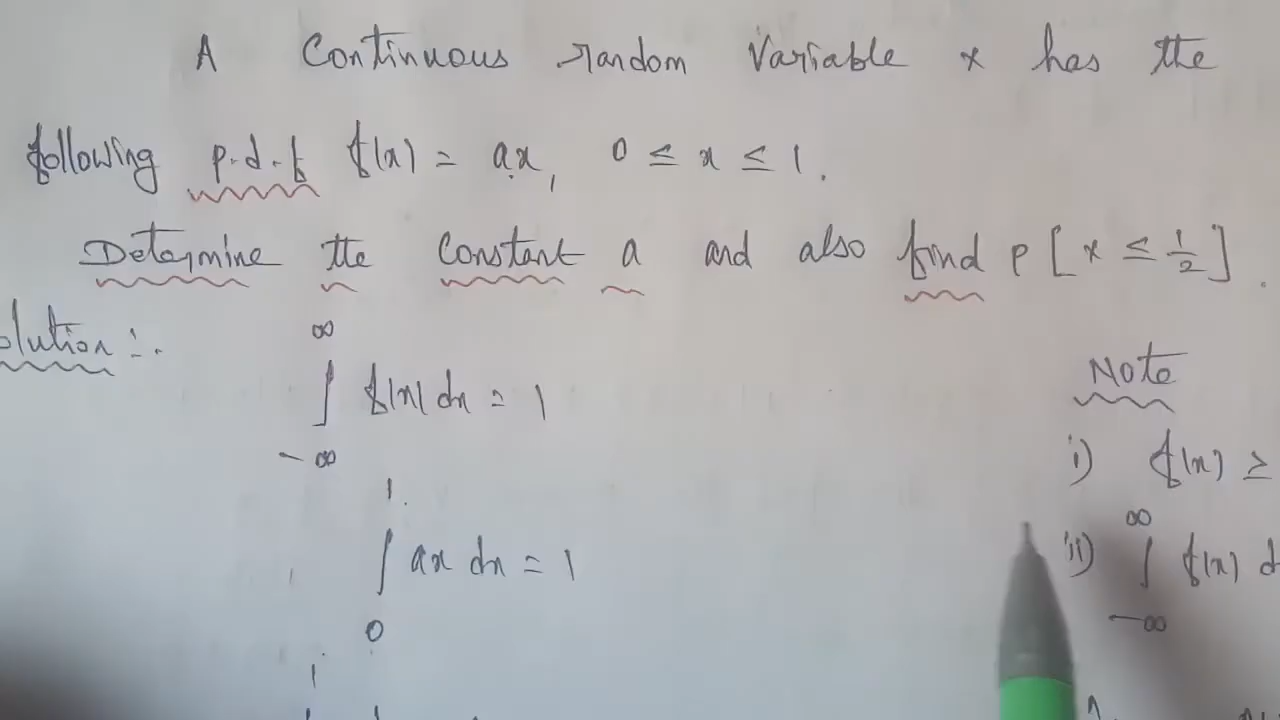 A Continuous random Variable x has the
following p.d.f f(x) = ax, 0 ≤ x ≤ 1.
Determine the constant a and also find P[x ≤ 1/2].
olution :-
∞
∫ f(x) dx = 1
-∞
Note
i) f(x) ≥
1
∫ ax dx = 1
0
∞
ii) ∫ f(x) d
-∞